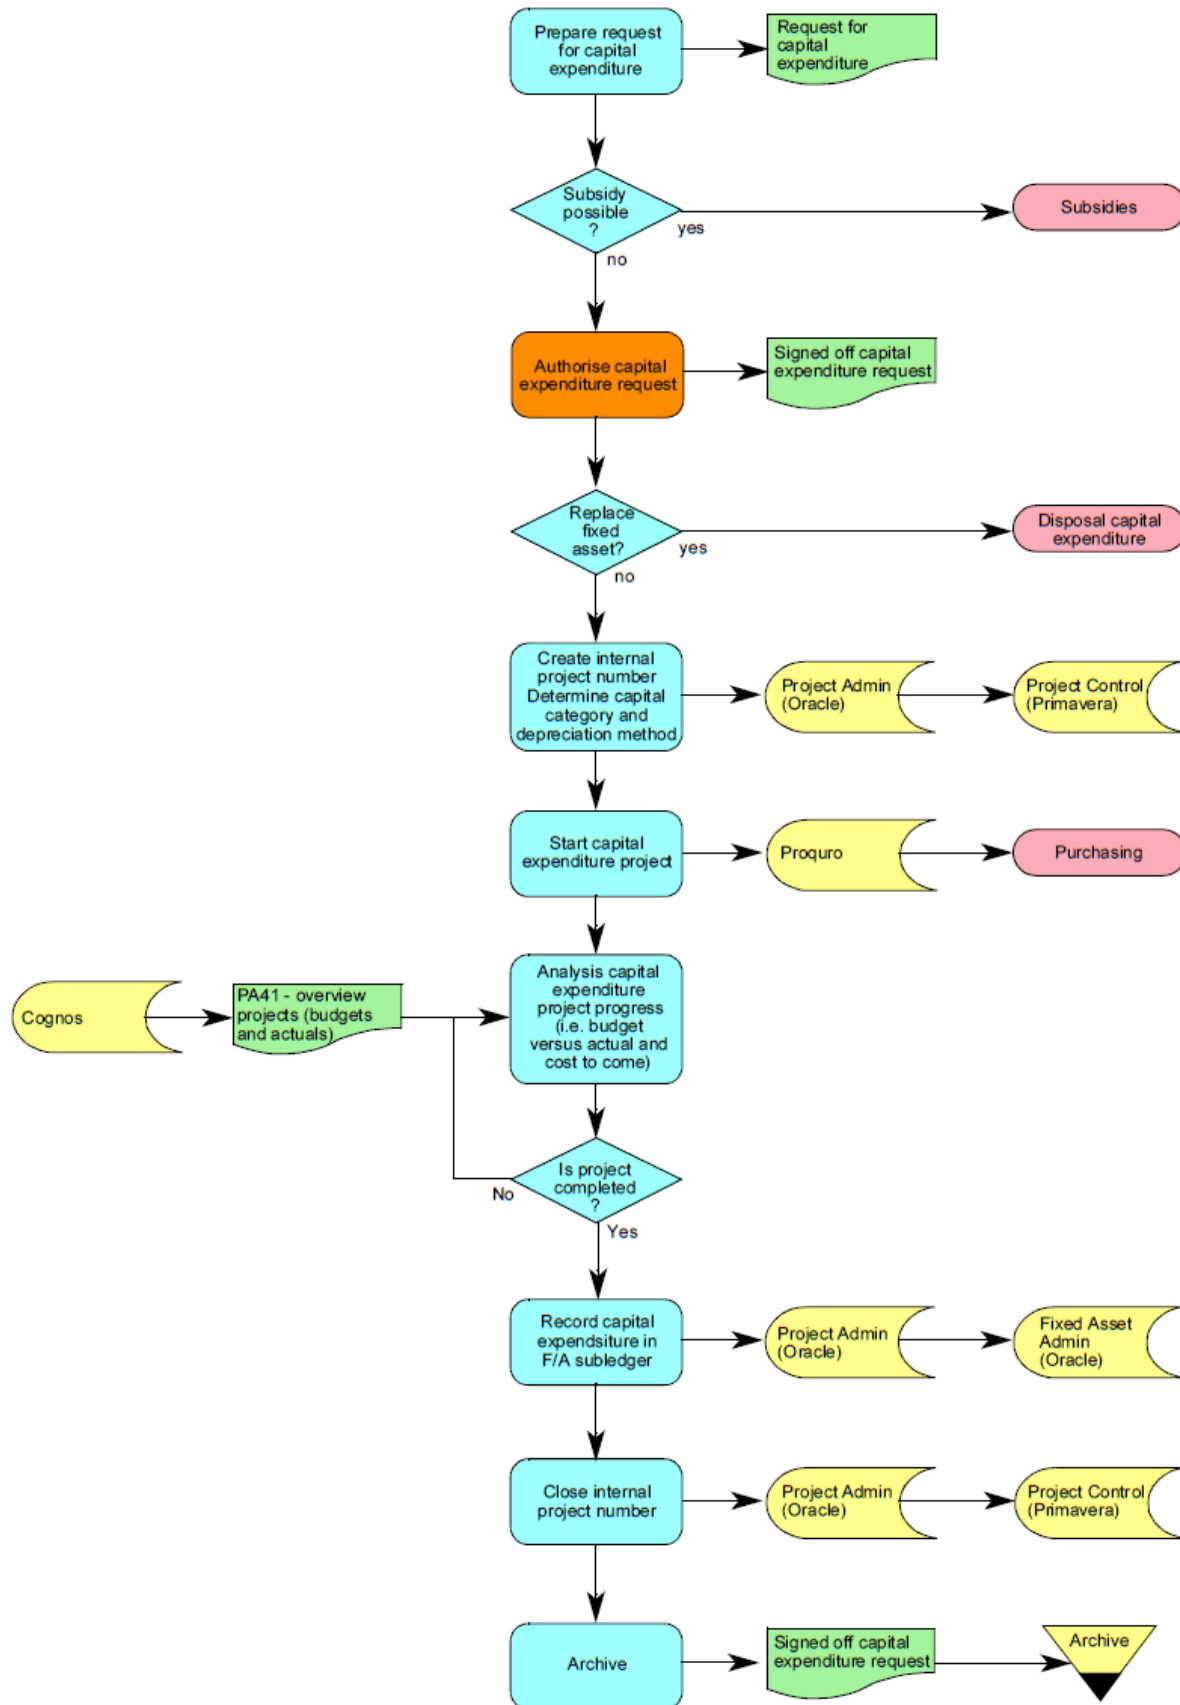 Prepare request
for capital
expenditure
Request for
capital
expenditure
Subsidy
possible
?
yes
no
Subsidies
Authorise capital
expenditure request
Signed off capital
expenditure request
Replace
fixed
asset?
yes
no
Disposal capital
expenditure
Create internal
project number
Determine capital
category and
depreciation method
Project Admin
(Oracle)
Project Control
(Primavera)
Start capital
expenditure project
Proquro
Purchasing
Cognos
PA41 - overview
projects (budgets
and actuals)
Analysis capital
expenditure
project progress
(i.e. budget
versus actual and
cost to come)
Is project
completed
?
No
Yes
Record capital
expendsiture in
F/A subledger
Project Admin
(Oracle)
Fixed Asset
Admin
(Oracle)
Close internal
project number
Project Admin
(Oracle)
Project Control
(Primavera)
Archive
Signed off capital
expenditure request
Archive